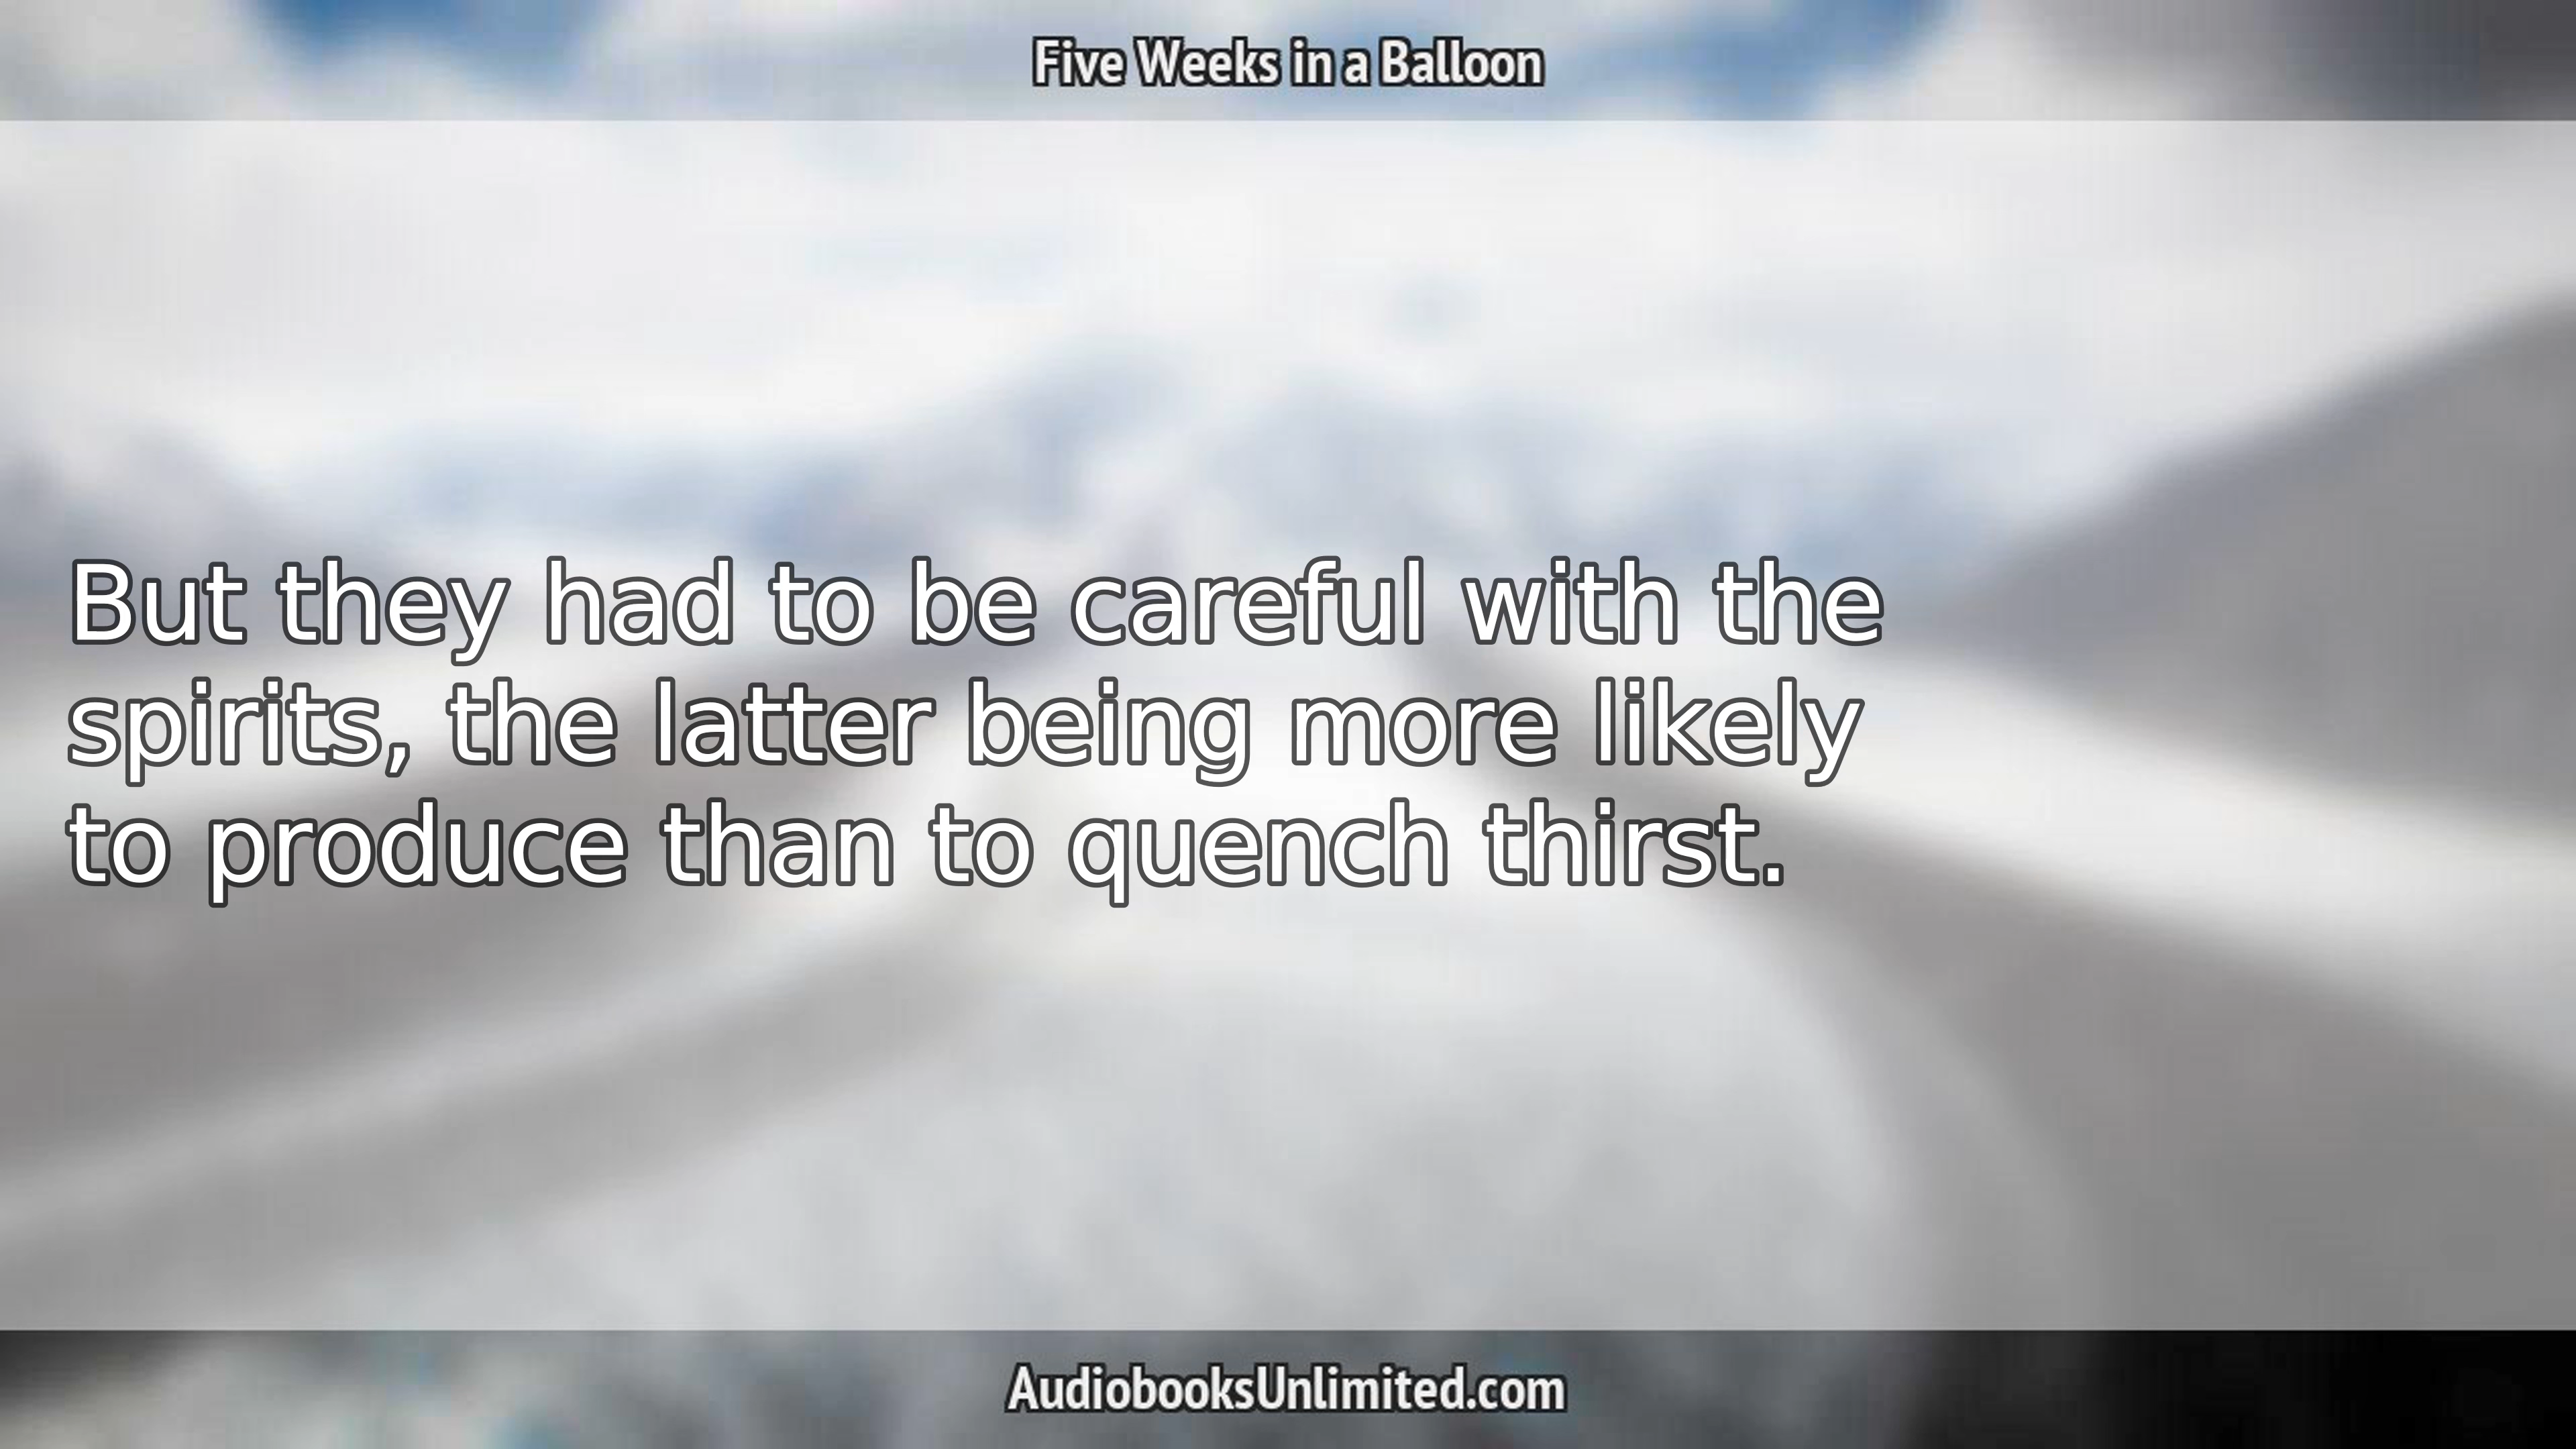 Five Weeks in a Balloon
But they had to be careful with the
spirits, the latter being more likely
to produce than to quench thirst.
AudiobooksUnlimited.com